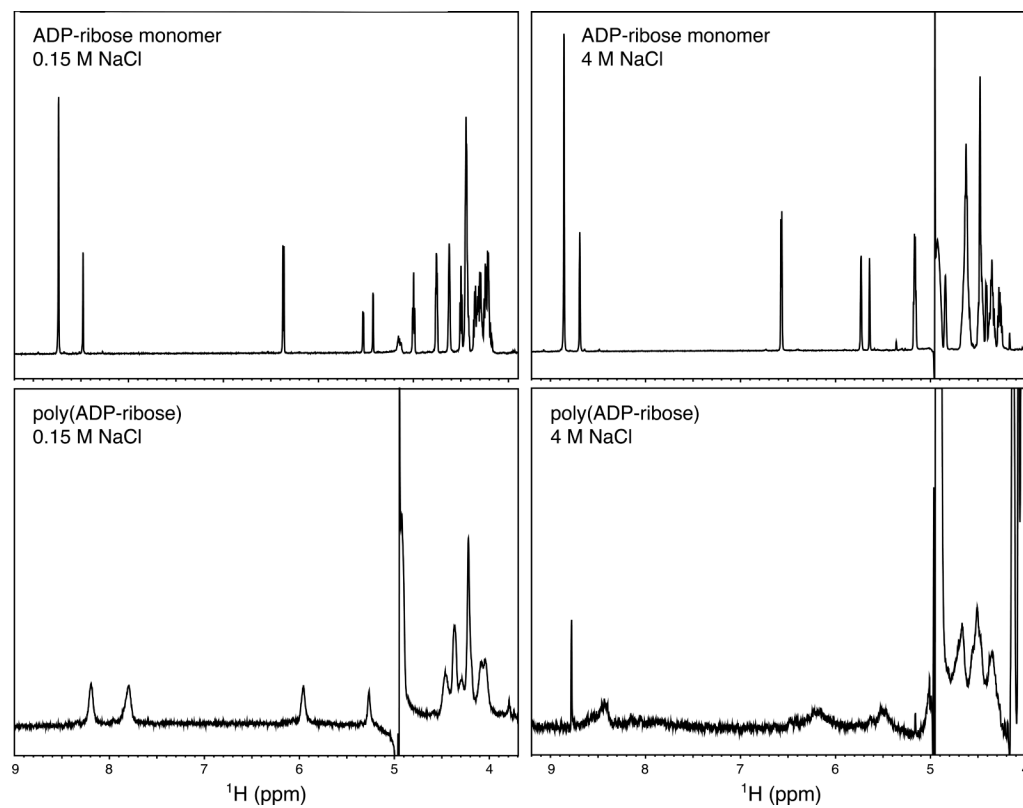 ADP-ribose monomer
0.15 M NaCl
ADP-ribose monomer
4 M NaCl
poly(ADP-ribose)
0.15 M NaCl
poly(ADP-ribose)
4 M NaCl
9 8 7 6 5 4
9 8 7 6 5 4
¹H (ppm)
¹H (ppm)